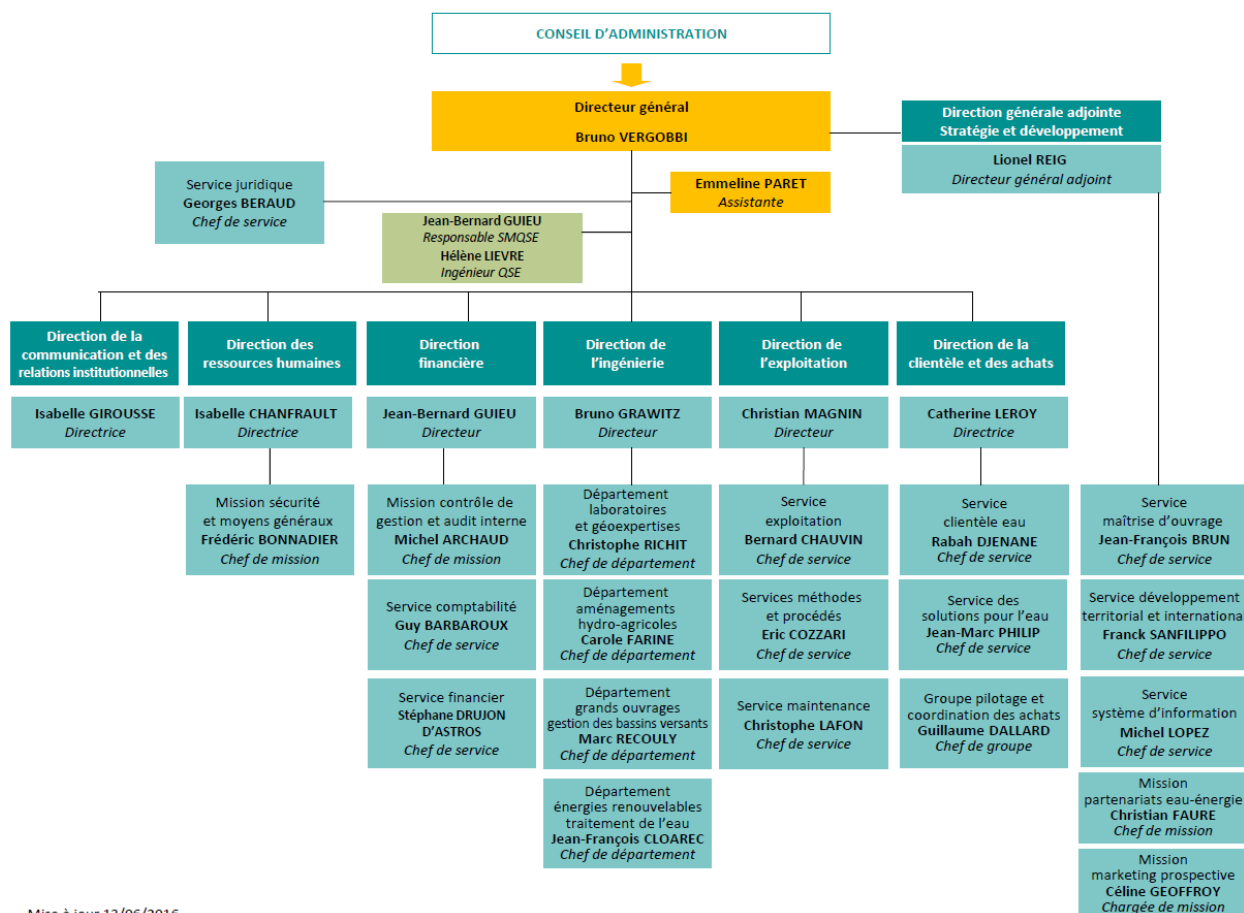 CONSEIL D'ADMINISTRATION
Directeur général
Bruno VERGOBBI
Direction générale adjointe
Stratégie et développement
Lionel REIG
Directeur général adjoint
Service juridique
Georges BERAUD
Chef de service
Emmeline PARET
Assistante
Jean-Bernard GUIEU
Responsable SMQSE
Hélène LIEVRE
Ingénieur QSE
Direction de la
communication et des
relations institutionnelles
Isabelle GIROUSSE
Directrice
Direction des
ressources humaines
Isabelle CHANFRAULT
Directrice
Mission sécurité
et moyens généraux
Frédéric BONNADIER
Chef de mission
Direction
financière
Jean-Bernard GUIEU
Directeur
Mission contrôle de
gestion et audit interne
Michel ARCHAUD
Chef de mission
Service comptabilité
Guy BARBAROUX
Chef de service
Service financier
Stéphane DRUJON
D'ASTROS
Chef de service
Direction de
l'ingénierie
Bruno GRAWITZ
Directeur
Département
laboratoires
et géoexpertises
Christophe RICHIT
Chef de département
Département
aménagements
hydro-agricoles
Carole FARINE
Chef de département
Département
grands ouvrages
gestion des bassins versants
Marc RECOULY
Chef de département
Département
énergies renouvelables
traitement de l'eau
Jean-François CLOAREC
Chef de département
Direction de
l'exploitation
Christian MAGNIN
Directeur
Service
exploitation
Bernard CHAUVIN
Chef de service
Services méthodes
et procédés
Eric COZZARI
Chef de service
Service maintenance
Christophe LAFON
Chef de service
Direction de la
clientèle et des achats
Catherine LEROY
Directrice
Service
clientèle eau
Rabah DJENANE
Chef de service
Service des
solutions pour l'eau
Jean-Marc PHILIP
Chef de service
Groupe pilotage et
coordination des achats
Guillaume DALLARD
Chef de groupe
Service
maîtrise d'ouvrage
Jean-François BRUN
Chef de service
Service développement
territorial et international
Franck SANFILIPPO
Chef de service
Service
système d'information
Michel LOPEZ
Chef de service
Mission
partenariats eau-énergie
Christian FAURE
Chef de mission
Mission
marketing prospective
Céline GEOFFROY
Chargée de mission
Mise à jour 13/06/2016